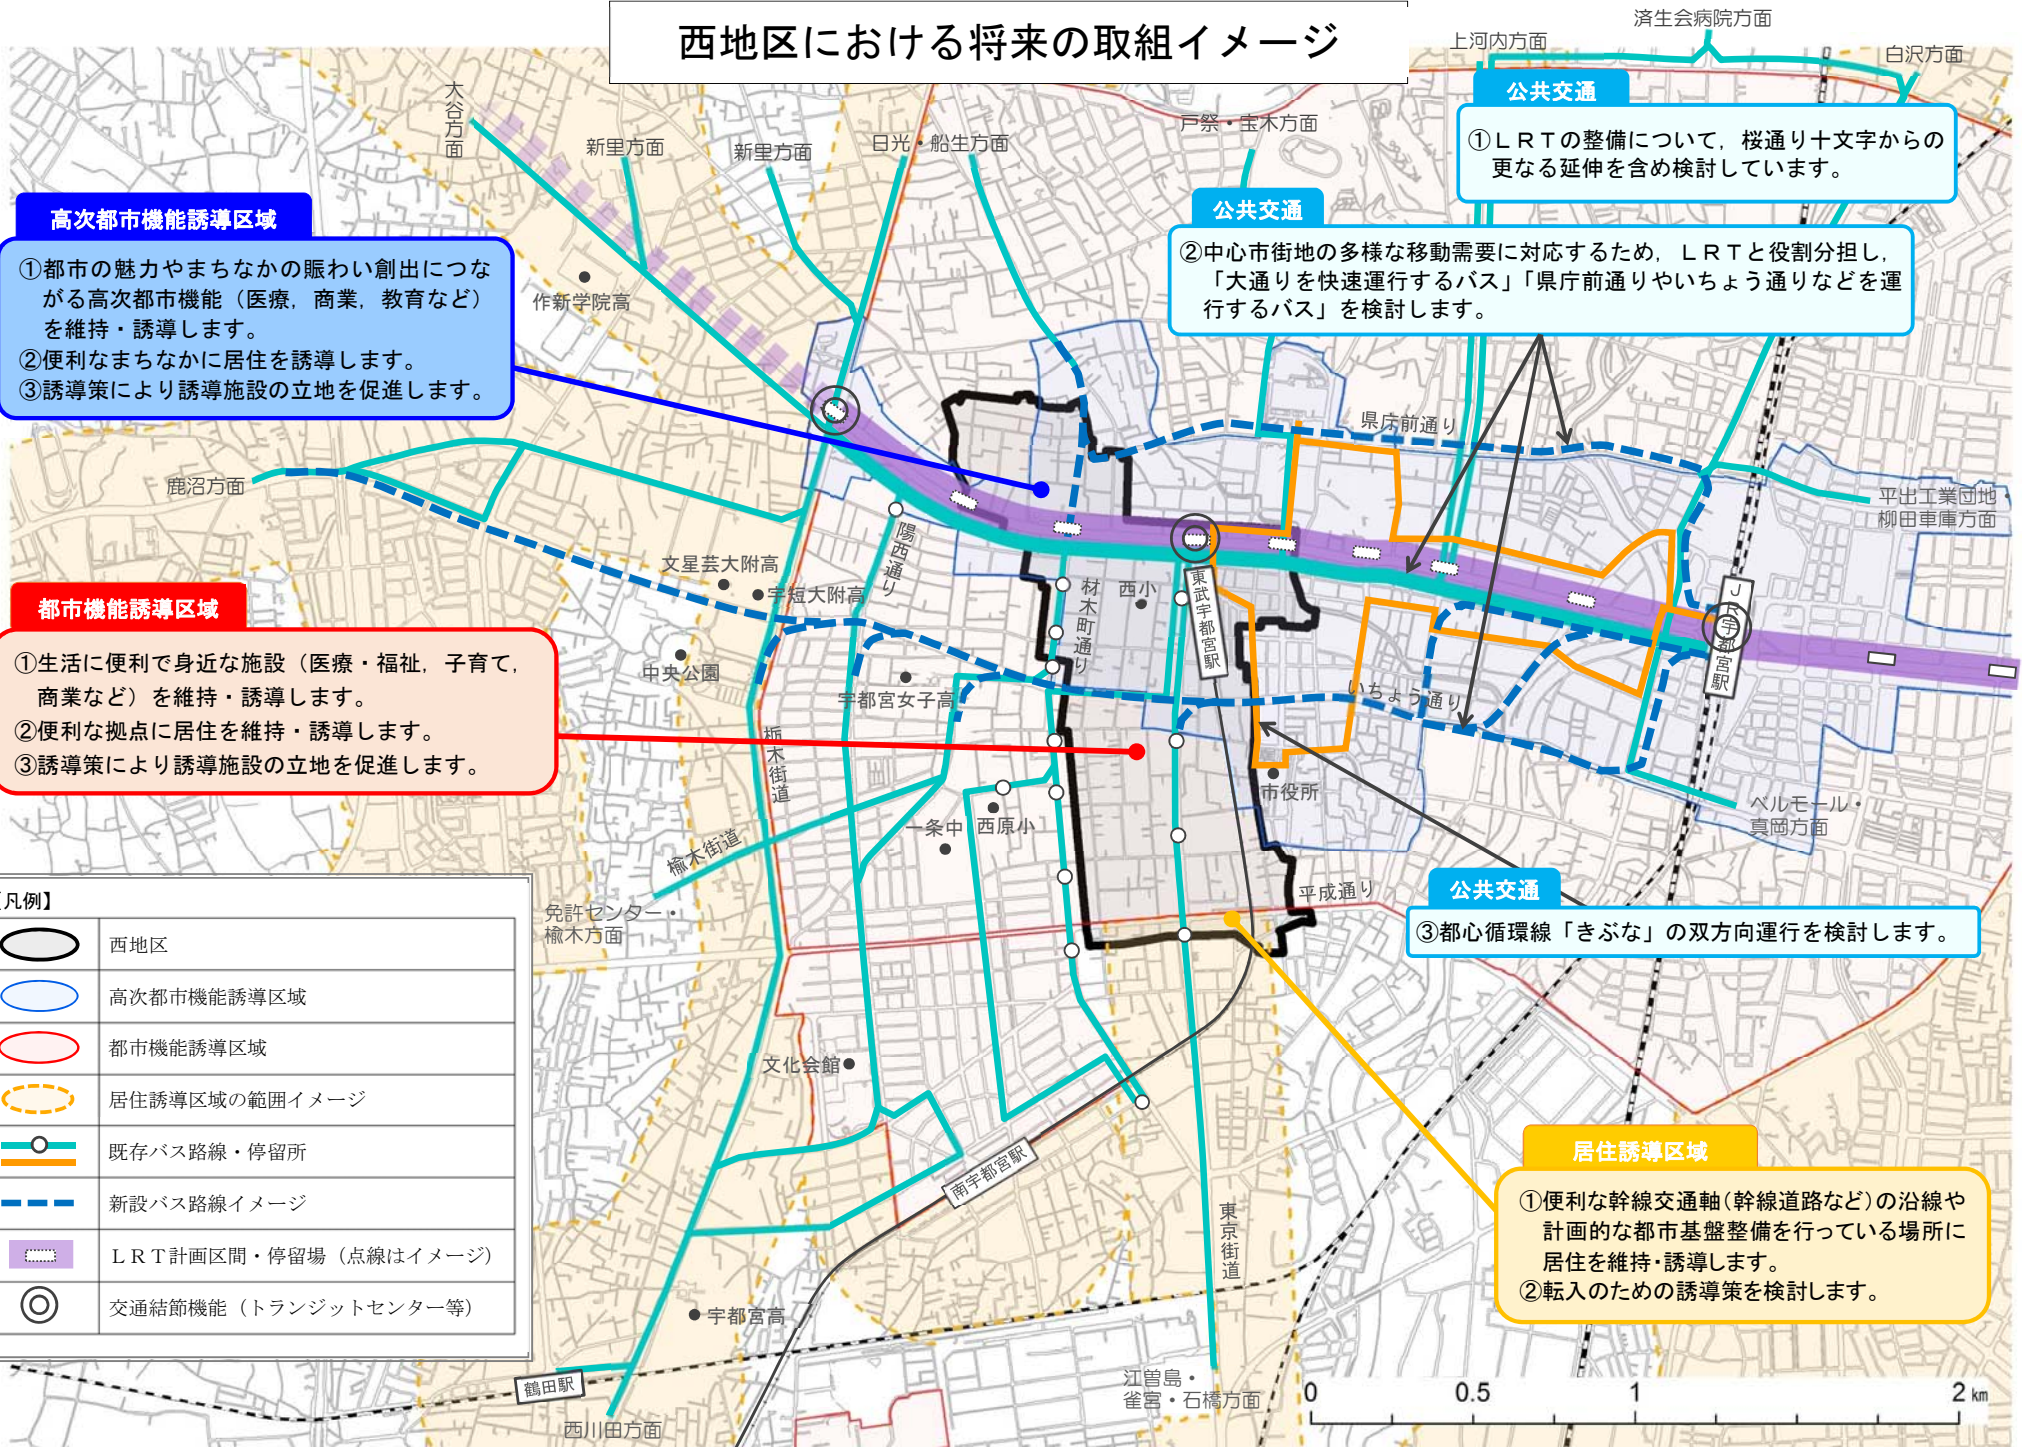 西地区における将来の取組イメージ
済生会病院方面
上河内方面
白沢方面
大谷方面
新里方面
新里方面
日光・船生方面
戸祭・宝木方面
公共交通
①ＬＲＴの整備について，桜通り十文字からの
更なる延伸を含め検討しています。
公共交通
②中心市街地の多様な移動需要に対応するため，ＬＲＴと役割分担し，
「大通りを快速運行するバス」「県庁前通りやいちょう通りなどを運
行するバス」を検討します。
高次都市機能誘導区域
①都市の魅力やまちなかの賑わい創出につな
がる高次都市機能（医療，商業，教育など）
を維持・誘導します。
②便利なまちなかに居住を誘導します。
③誘導策により誘導施設の立地を促進します。
作新学院高
県庁前通り
鹿沼方面
平出工業団地・
柳田車庫方面
陽西通り
文星芸大附高
宇短大附高
材木町通り
西小
東武宇都宮駅
ＪＲ宇都宮駅
都市機能誘導区域
①生活に便利で身近な施設（医療・福祉，子育て，
商業など）を維持・誘導します。
②便利な拠点に居住を維持・誘導します。
③誘導策により誘導施設の立地を促進します。
中央公園
宇都宮女子高
いちょう通り
栃木街道
市役所
ベルモール・
真岡方面
一条中
西原小
楡木街道
平成通り
公共交通
③都心循環線「きぶな」の双方向運行を検討します。
免許センター・
楡木方面
【凡例】
西地区
高次都市機能誘導区域
都市機能誘導区域
居住誘導区域の範囲イメージ
既存バス路線・停留所
新設バス路線イメージ
ＬＲＴ計画区間・停留場（点線はイメージ）
交通結節機能（トランジットセンター等）
文化会館
南宇都宮駅
東京街道
居住誘導区域
①便利な幹線交通軸(幹線道路など)の沿線や
計画的な都市基盤整備を行っている場所に
居住を維持・誘導します。
②転入のための誘導策を検討します。
宇都宮高
鶴田駅
西川田方面
江曽島・
雀宮・石橋方面
0 0.5 1 2 km